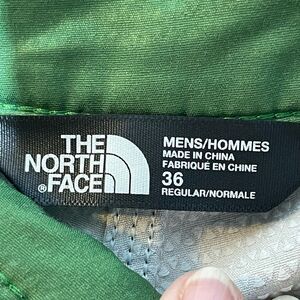 THE
NORTH
®FACE
MENS/HOMMES
MADE IN CHINA
FABRIQUÉ EN CHINE
36
REGULAR/NORMALE